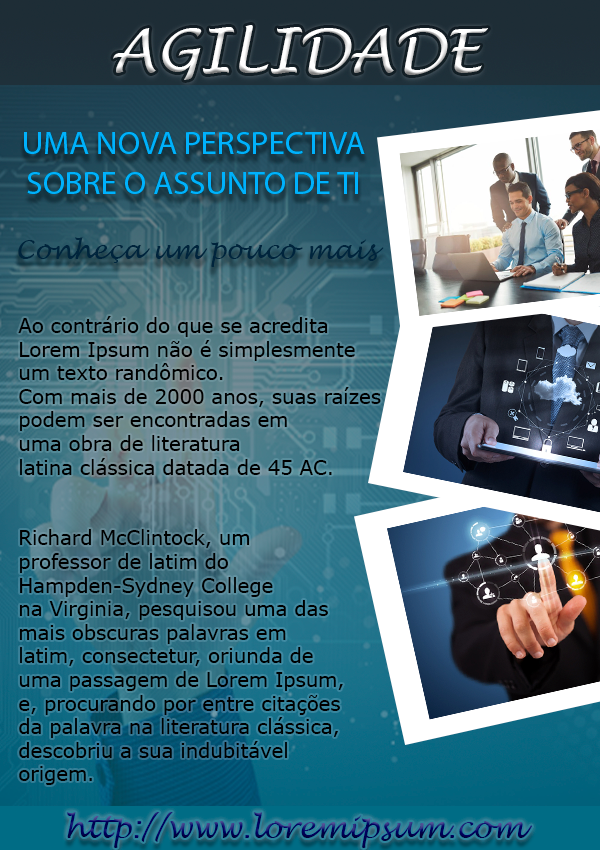 AGILIDADE
UMA NOVA PERSPECTIVA
SOBRE O ASSUNTO DE TI
Conheça um pouco mais
Ao contrário do que se acredita
Lorem Ipsum não é simplesmente
um texto randômico.
Com mais de 2000 anos, suas raízes
podem ser encontradas em
uma obra de literatura
latina clássica datada de 45 AC.
Richard McClintock, um
professor de latim do
Hampden-Sydney College
na Virginia, pesquisou uma das
mais obscuras palavras em
latim, consectetur, oriunda de
uma passagem de Lorem Ipsum,
e, procurando por entre citações
da palavra na literatura clássica,
descobriu a sua indubitável
origem.
http://www.loremipsum.com